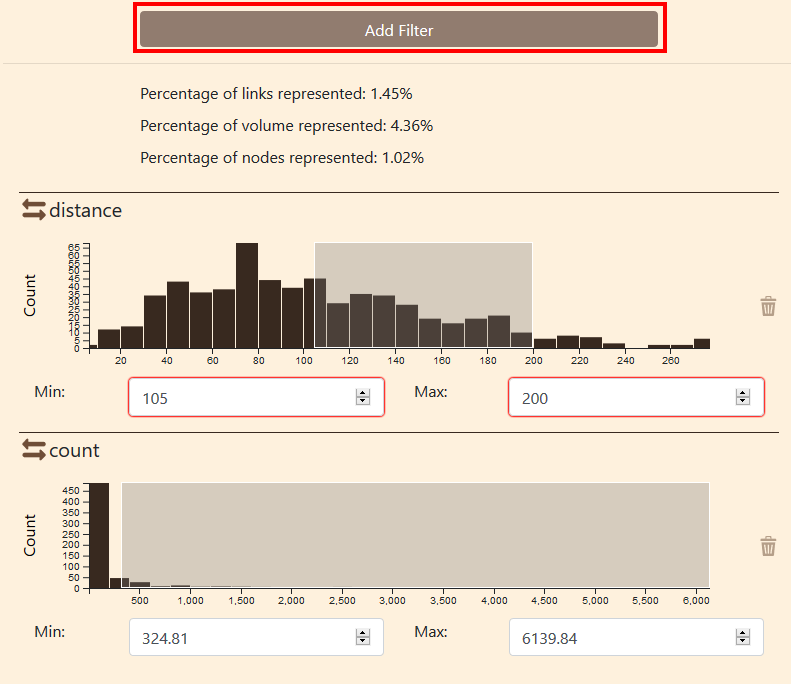 Add Filter
Percentage of links represented: 1.45%
Percentage of volume represented: 4.36%
Percentage of nodes represented: 1.02%
distance
Count
65
60
55
50
45
40
35
30
25
20
15
10
5
0
20 40 60 80 100 120 140 160 180 200 220 240 260
Min: 105 Max: 200
count
Count
450
400
350
300
250
200
150
100
50
0
500 1,000 1,500 2,000 2,500 3,000 3,500 4,000 4,500 5,000 5,500 6,000
Min: 324.81 Max: 6139.84